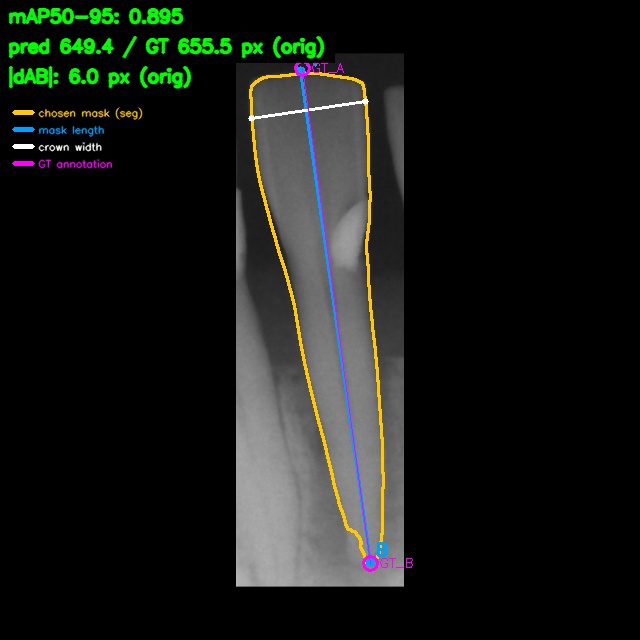 mAP50-95: 0.895
pred 649.4 / GT 655.5 px (orig)
|dAB|: 6.0 px (orig)
chosen mask (seg)
mask length
crown width
GT annotation
GT_A
B
GT_B